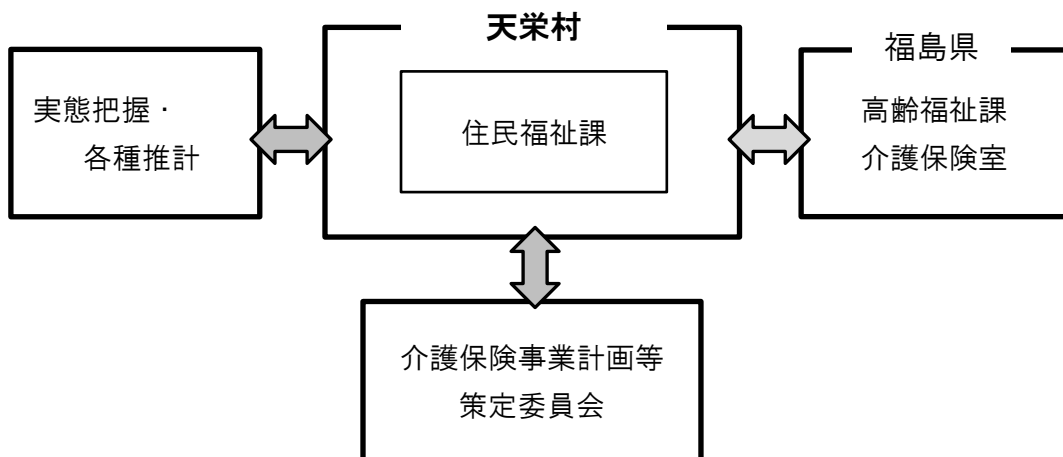 天栄村
実態把握・
各種推計
住民福祉課
福島県
高齢福祉課
介護保険室
介護保険事業計画等
策定委員会